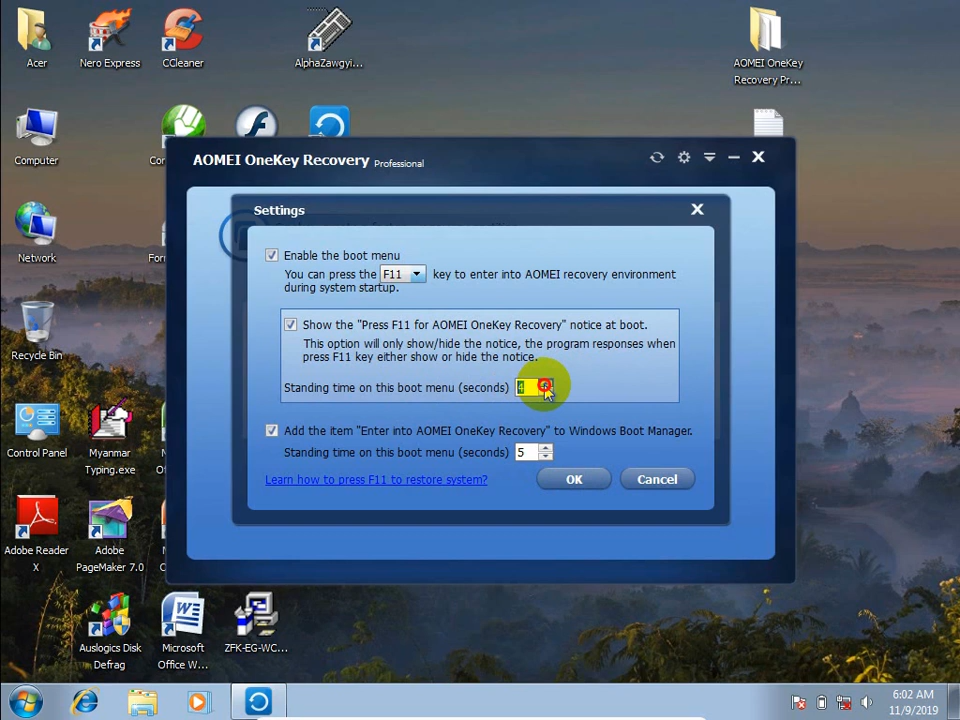 Acer
Nero Express
CCleaner
AlphaZawgyi...
AOMEI OneKey
Recovery Pr...
Computer
Network
Recycle Bin
Control Panel
Myanmar
Typing.exe
Adobe Reader
X
Adobe
PageMaker 7.0
Auslogics Disk
Defrag
Microsoft
Office W...
ZFK-EG-WC...
AOMEI OneKey Recovery Professional
Settings
X
Enable the boot menu
You can press the F11 key to enter into AOMEI recovery environment
during system startup.
Show the "Press F11 for AOMEI OneKey Recovery" notice at boot.
This option will only show/hide the notice, the program responses when
press F11 key either show or hide the notice.
Standing time on this boot menu (seconds) 4
Add the item "Enter into AOMEI OneKey Recovery" to Windows Boot Manager.
Standing time on this boot menu (seconds) 5
Learn how to press F11 to restore system?
OK
Cancel
6:02 AM
11/9/2019